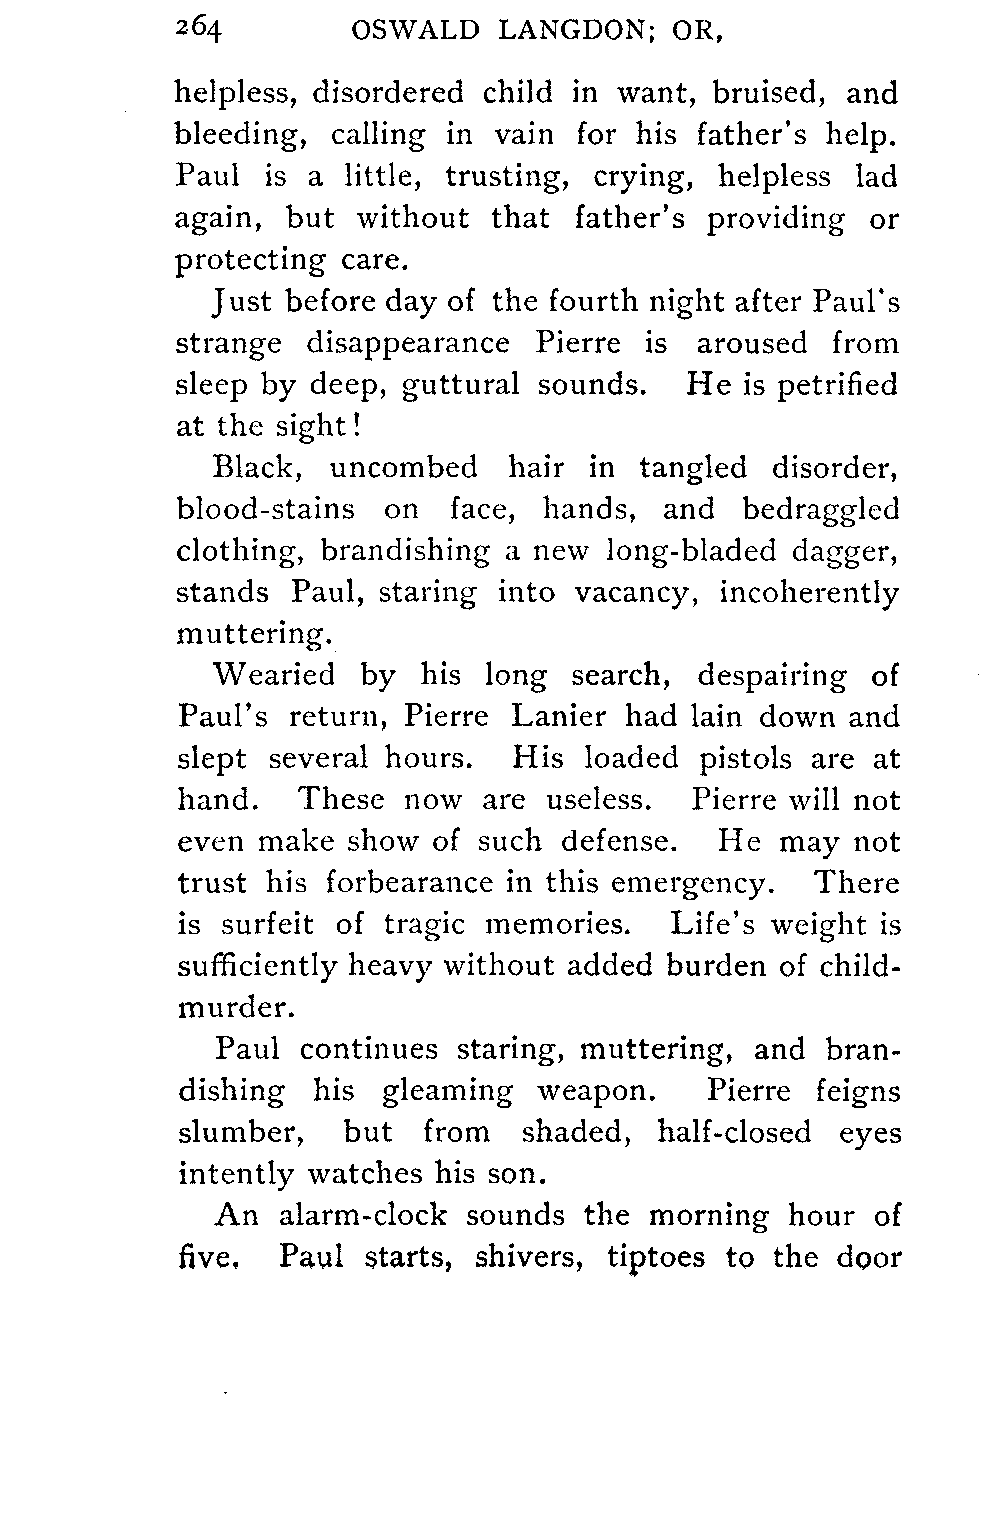 264 OSWALD LANGDON; OR,
helpless, disordered child in want, bruised, and
bleeding, calling in vain for his father's help.
Paul is a little, trusting, crying, helpless lad
again, but without that father's providing or
protecting care.
Just before day of the fourth night after Paul's
strange disappearance Pierre is aroused from
sleep by deep, guttural sounds. He is petrified
at the sight!
Black, uncombed hair in tangled disorder,
blood-stains on face, hands, and bedraggled
clothing, brandishing a new long-bladed dagger,
stands Paul, staring into vacancy, incoherently
muttering.
Wearied by his long search, despairing of
Paul's return, Pierre Lanier had lain down and
slept several hours. His loaded pistols are at
hand. These now are useless. Pierre will not
even make show of such defense. He may not
trust his forbearance in this emergency. There
is surfeit of tragic memories. Life's weight is
sufficiently heavy without added burden of child-
murder.
Paul continues staring, muttering, and bran-
dishing his gleaming weapon. Pierre feigns
slumber, but from shaded, half-closed eyes
intently watches his son.
An alarm-clock sounds the morning hour of
five. Paul starts, shivers, tiptoes to the door